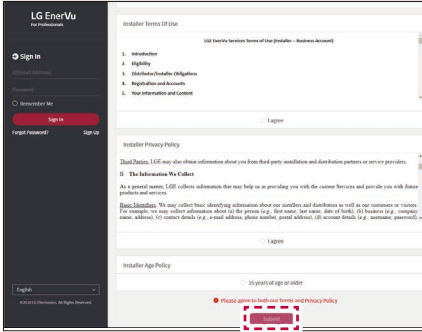 LG EnerVu
For Professionals
Sign In
Password
Remember Me
Sign in
Forgot Password?
Sign Up
English
Installer Terms Of Use
LGE EnerVu Services Terms of Use (Installer – Business Account)
1. Introduction
2. Eligibility
3. Distributor/Installer Obligations
4. Registration and Accounts
5. Your Information and Content
I agree
Installer Privacy Policy
Third Parties. LGE may also obtain information about you from third-party installation and distribution partners or service providers.
B. The Information We Collect
As a general matter, LGE collects information that may help us in providing you with the current Services and provide you with future
products and services.
Basic Identifiers. We may collect basic identifying information about our installers and distributors as well as our customers or visitors.
For example, we may collect information about (a) the person (e.g., first name, last name, date of birth), (b) business (e.g., company
name, address), (c) contact details (e.g., e-mail address, phone number, postal address), (d) account details (e.g., username, password),
I agree
Installer Age Policy
16 years of age or older
Please agree to both our Terms and Privacy Policy
Submit